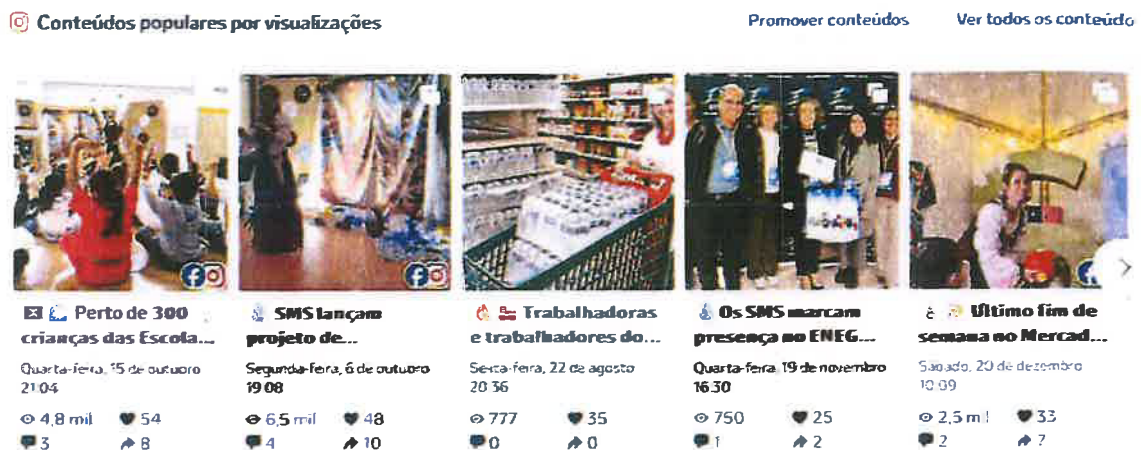 Conteúdos populares por visualizações
Promover conteúdos
Ver todos os conteúdo
Perto de 300
crianças das Escola...
Quarta-feira, 15 de outubro
21:04
4,8 mil 54
3 8
SMS lançam
projeto de...
Segunda-feira, 6 de outubro
19:08
6,5 mil 48
4 10
Trabalhadoras
e trabalhadores do...
Sexta-feira, 22 de agosto
20:36
777 35
0 0
Os SMS marcam
presença no ENEG...
Quarta-feira, 19 de novembro
16:30
750 25
1 2
Último fim de
semana no Mercad...
Sábado, 20 de dezembro
10:09
2,5 mil 33
2 7